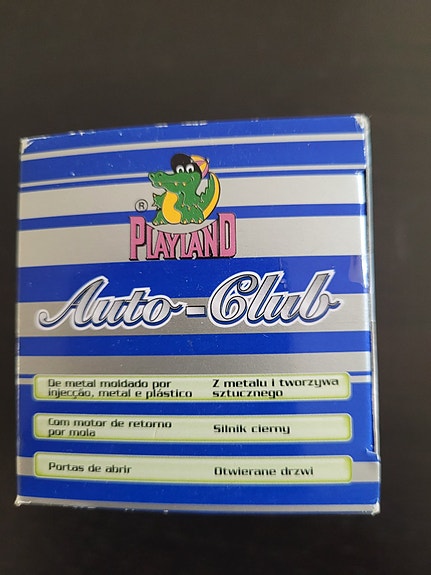 ®
PLAYLAND
Auto-Club
De metal moldado por
injecção, metal e plástico
Z metalu i tworzywa
sztucznego
Com motor de retorno
por mola
Silnik cierny
Portas de abrir
Otwierane drzwi